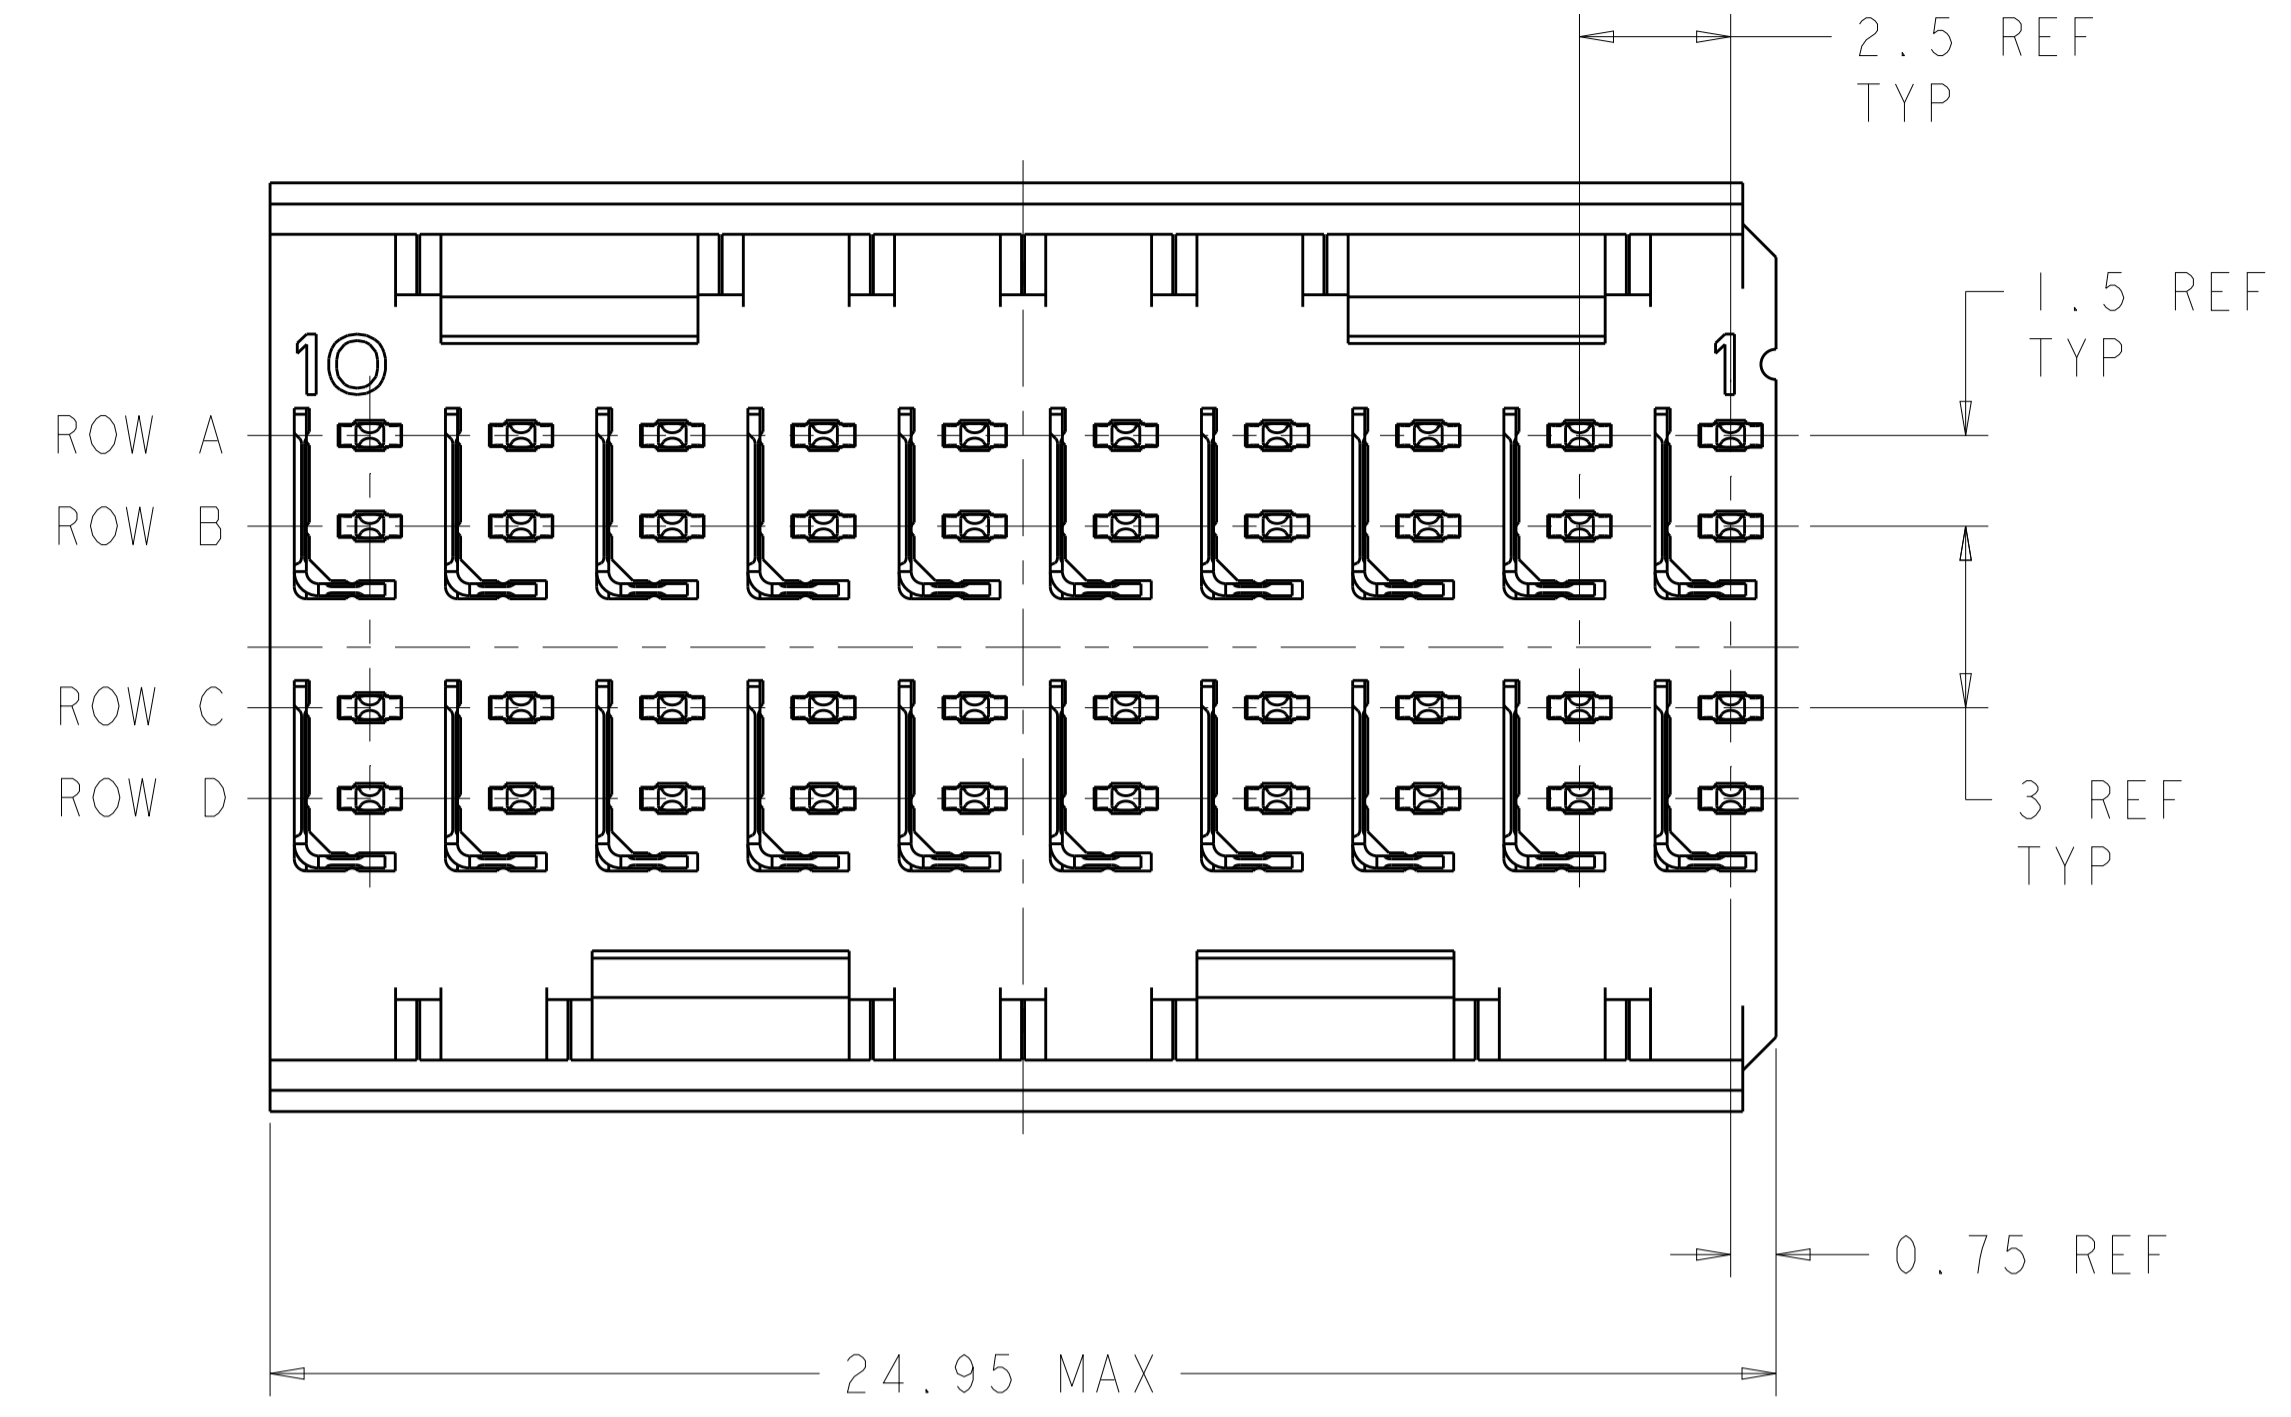 2.5 REF
TYP
1.5 REF
TYP
10
1
ROW A
ROW B
ROW C
ROW D
3 REF
TYP
0.75 REF
24.95 MAX